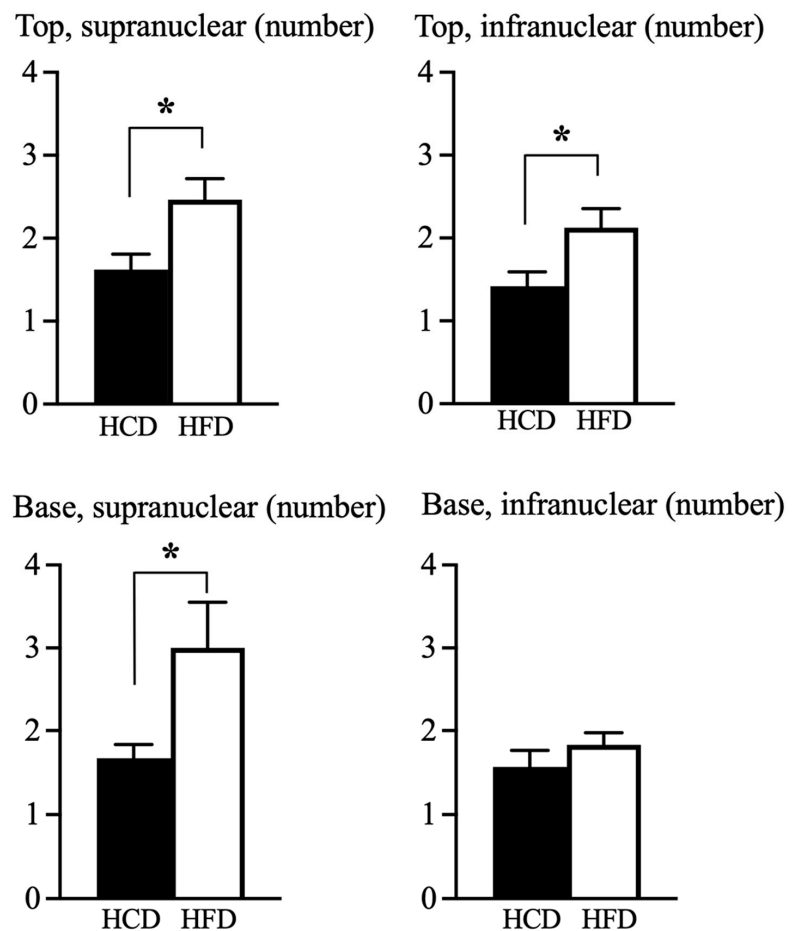 Top, supranuclear (number)
4
*
3
2
1
0
HCD HFD
Top, infranuclear (number)
4
*
3
2
1
0
HCD HFD
Base, supranuclear (number)
4
*
3
2
1
0
HCD HFD
Base, infranuclear (number)
4
3
2
1
0
HCD HFD